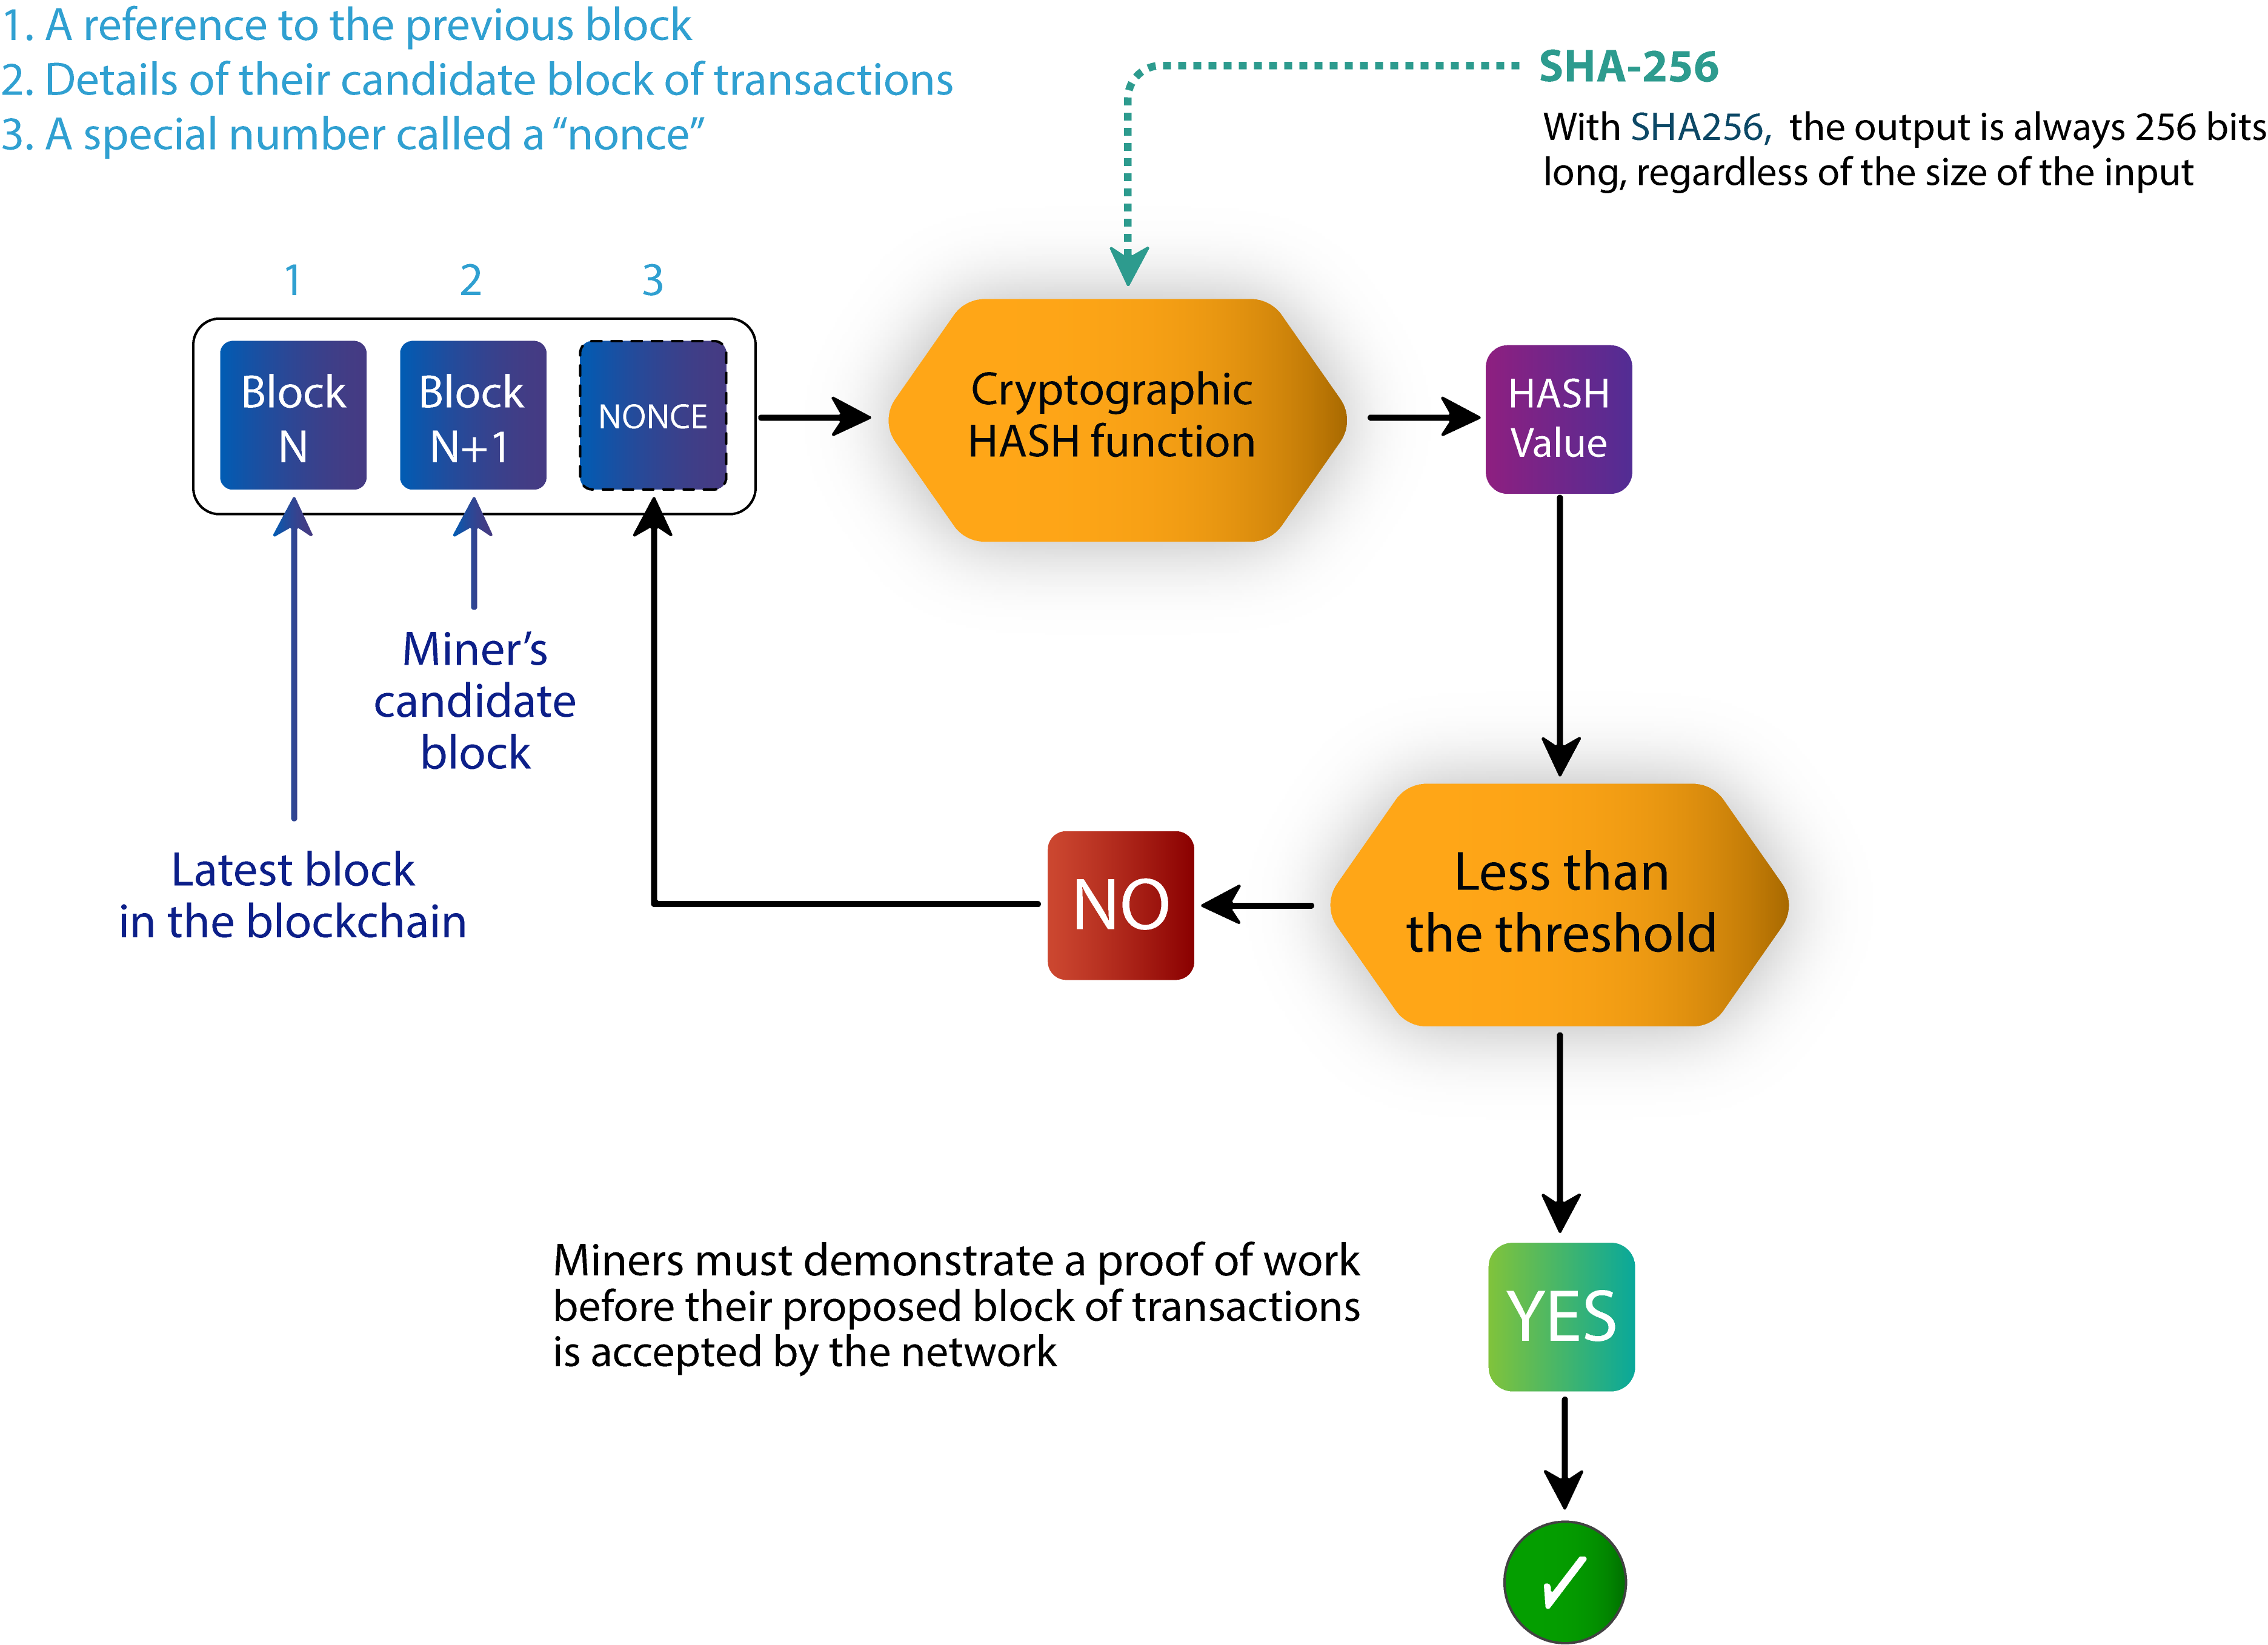 1. A reference to the previous block
2. Details of their candidate block of transactions
3. A special number called a “nonce”
SHA-256
With SHA256, the output is always 256 bits
long, regardless of the size of the input
1
2
3
Block
N
Block
N+1
NONCE
Cryptographic
HASH function
HASH
Value
Miner’s
candidate
block
Latest block
in the blockchain
NO
Less than
the threshold
Miners must demonstrate a proof of work
before their proposed block of transactions
is accepted by the network
YES
✓